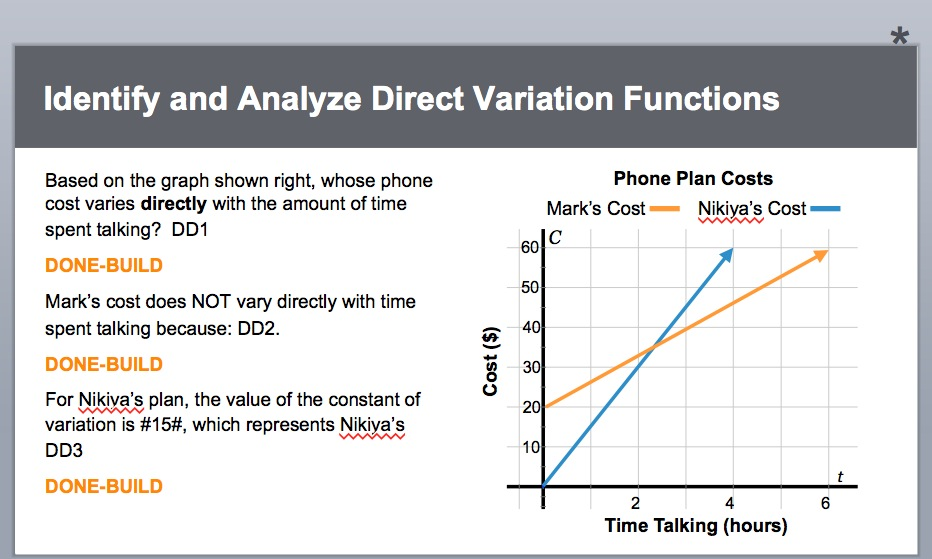 *
Identify and Analyze Direct Variation Functions
Based on the graph shown right, whose phone
cost varies directly with the amount of time
spent talking? DD1
DONE-BUILD
Mark's cost does NOT vary directly with time
spent talking because: DD2.
DONE-BUILD
For Nikiya's plan, the value of the constant of
variation is #15#, which represents Nikiya's
DD3
DONE-BUILD
Phone Plan Costs
Mark's Cost Nikiya's Cost
C
60
50
40
30
20
10
Cost ($)
t
2 4 6
Time Talking (hours)